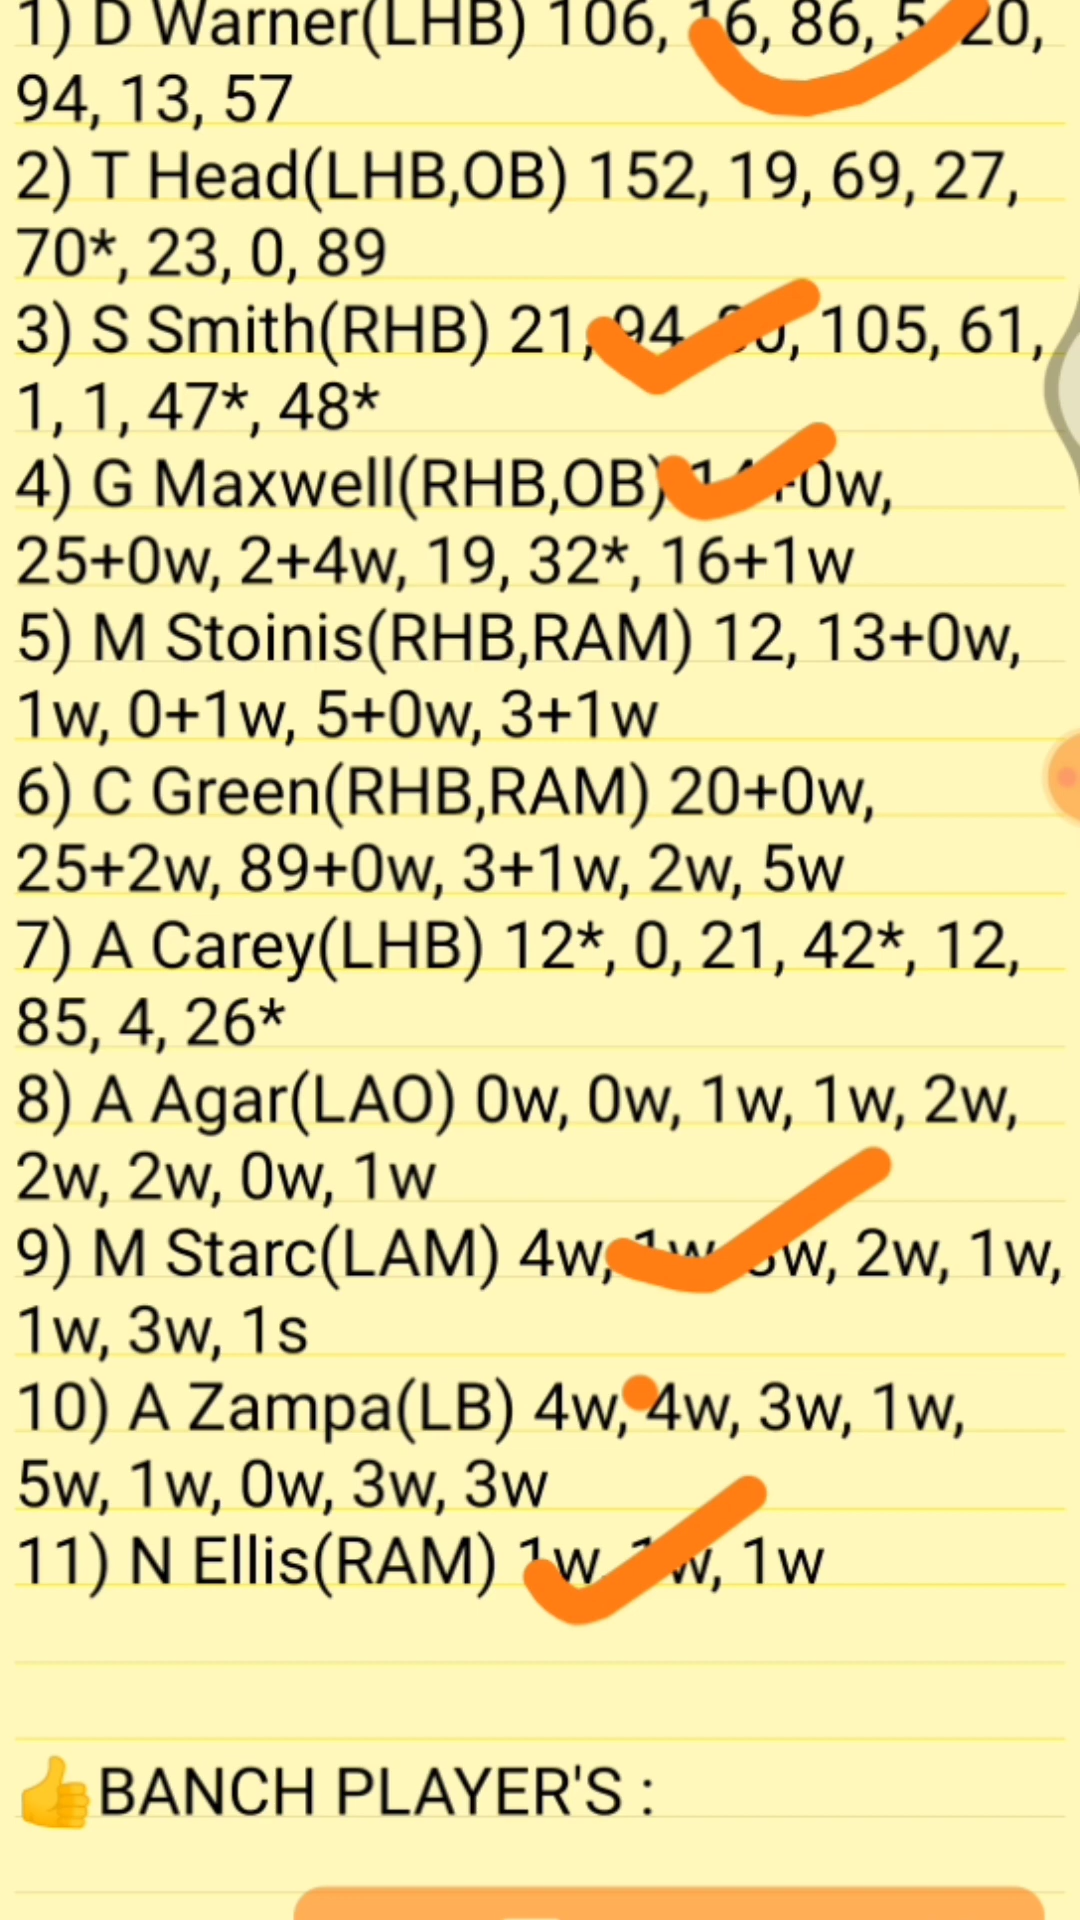 1) D Warner(LHB) 106, 16, 86, 5, 20,
94, 13, 57
2) T Head(LHB,OB) 152, 19, 69, 27,
70*, 23, 0, 89
3) S Smith(RHB) 21, 94, 105, 61,
1, 1, 47*, 48*
4) G Maxwell(RHB,OB)
25+0w, 2+4w, 19, 32*, 16+1w
5) M Stoinis(RHB,RAM) 12, 13+0w,
1w, 0+1w, 5+0w, 3+1w
6) C Green(RHB,RAM) 20+0w,
25+2w, 89+0w, 3+1w, 2w, 5w
7) A Carey(LHB) 12*, 0, 21, 42*, 12,
85, 4, 26*
8) A Agar(LAO) 0w, 0w, 1w, 1w, 2w,
2w, 2w, 0w, 1w
9) M Starc(LAM) 4w, 1w, 2w, 1w,
1w, 3w, 1s
10) A Zampa(LB) 4w, 4w, 3w, 1w,
5w, 1w, 0w, 3w, 3w
11) N Ellis(RAM) 1w, 1w, 1w
👍BANCH PLAYER'S :